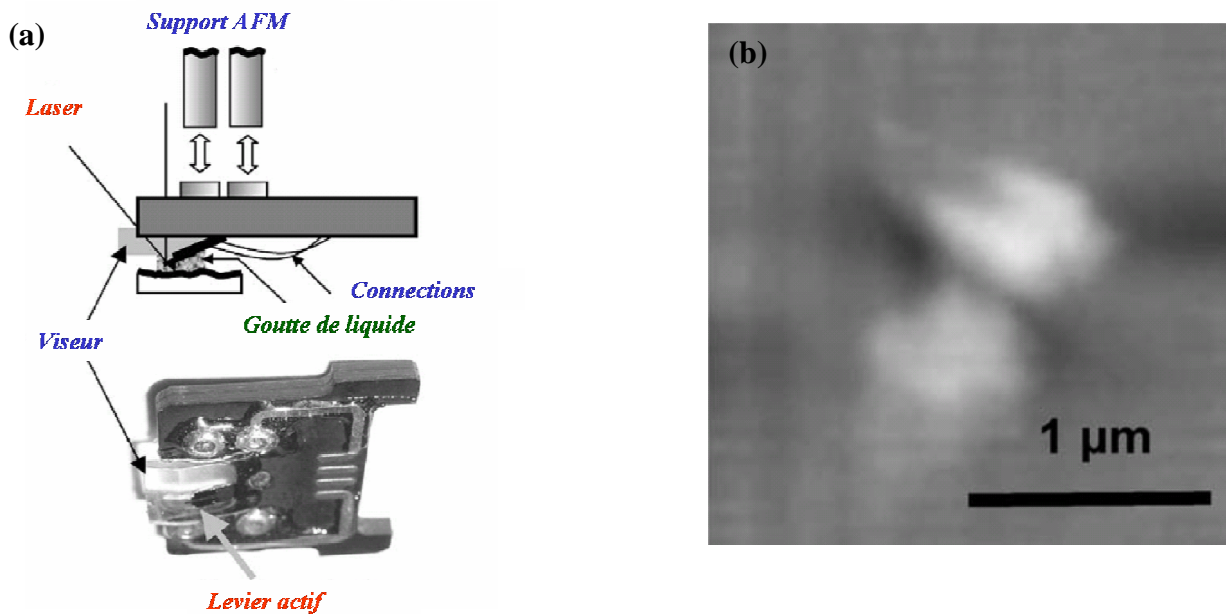 (a)
Support AFM
Laser
Connections
Goutte de liquide
Viseur
Levier actif
(b)
1 µm